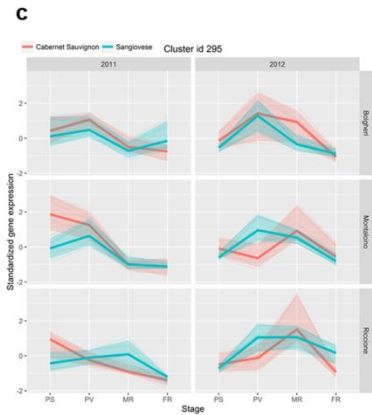 C
Cabernet Sauvignon Sangiovese Cluster id 295
2011 2012
Standardized gene expression
2
0
-2
Bolgheri
2
0
-2
Montalcino
2
0
-2
Riccione
PS PV MR FR PS PV MR FR
Stage